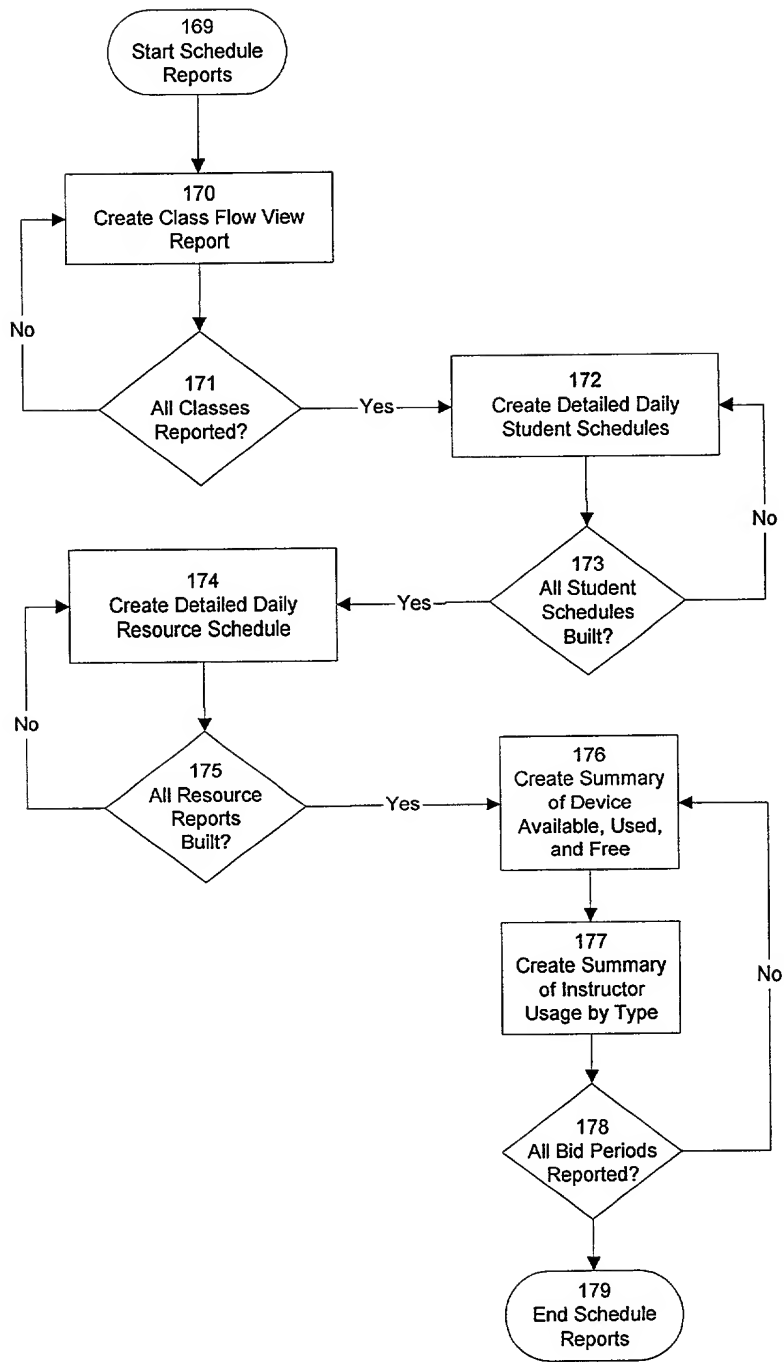 169
Start Schedule
Reports
170
Create Class Flow View
Report
No
171
All Classes
Reported?
Yes
172
Create Detailed Daily
Student Schedules
No
173
All Student
Schedules
Built?
Yes
174
Create Detailed Daily
Resource Schedule
No
175
All Resource
Reports
Built?
Yes
176
Create Summary
of Device
Available, Used,
and Free
177
Create Summary
of Instructor
Usage by Type
No
178
All Bid Periods
Reported?
179
End Schedule
Reports